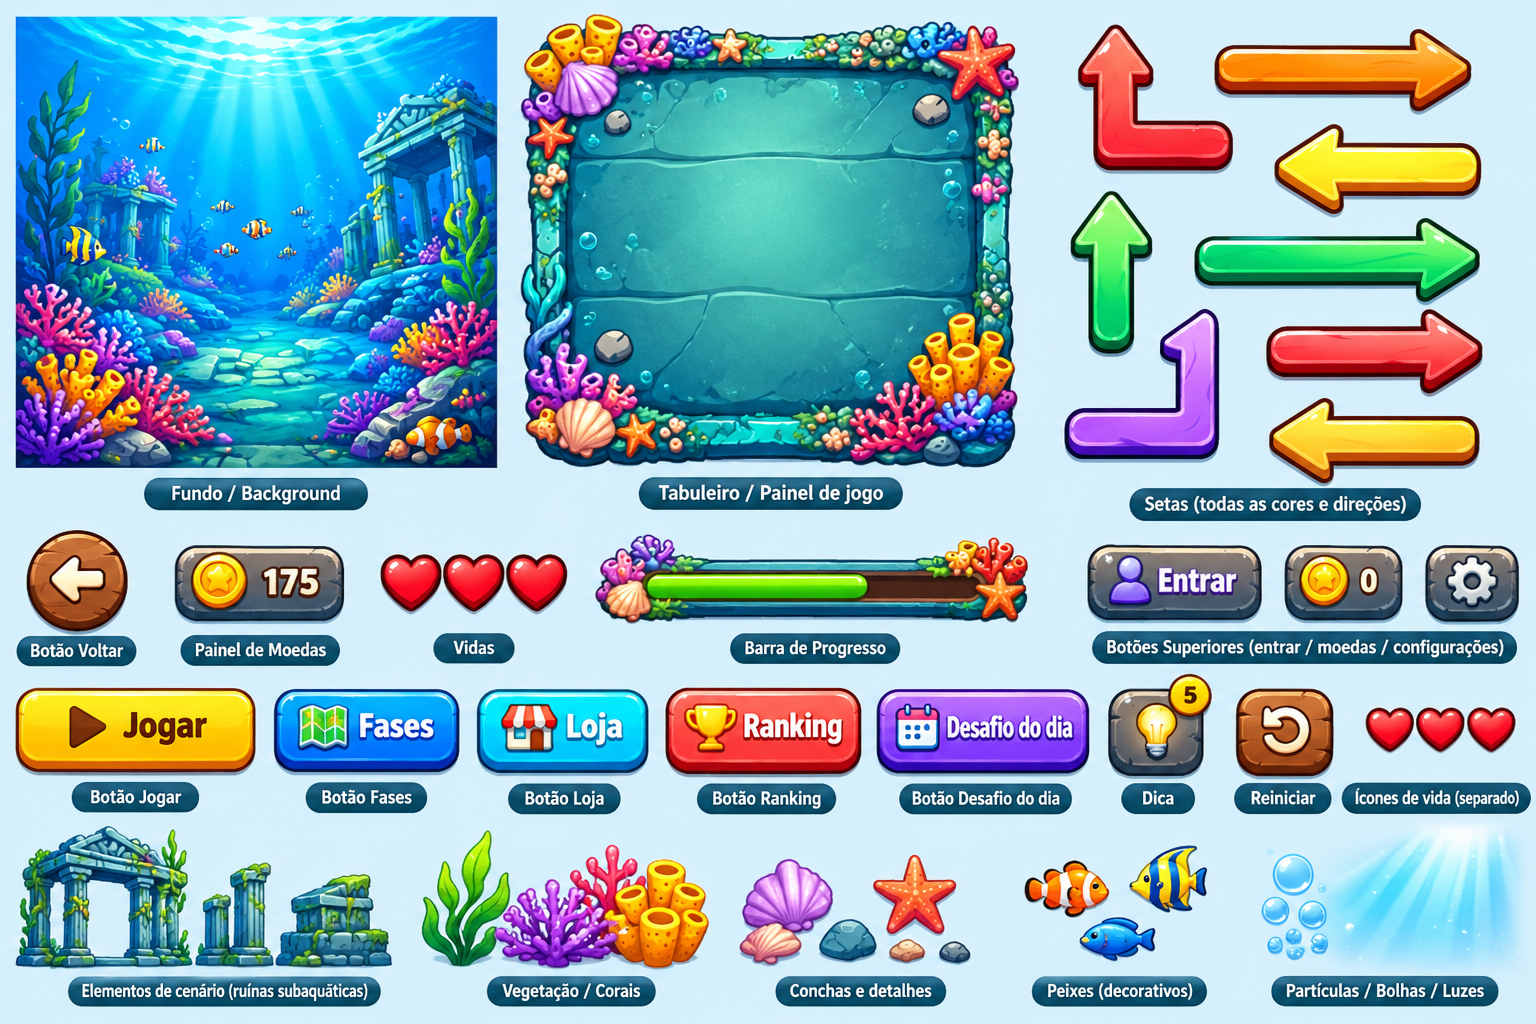 Fundo / Background
Tabuleiro / Painel de jogo
Setas (todas as cores e direções)
175
Entrar
0
Botão Voltar
Painel de Moedas
Vidas
Barra de Progresso
Botões Superiores (entrar / moedas / configurações)
Jogar
Fases
Loja
Ranking
Desafio do dia
5
Botão Jogar
Botão Fases
Botão Loja
Botão Ranking
Botão Desafio do dia
Dica
Reiniciar
Ícones de vida (separado)
Elementos de cenário (ruínas subaquáticas)
Vegetação / Corais
Conchas e detalhes
Peixes (decorativos)
Partículas / Bolhas / Luzes